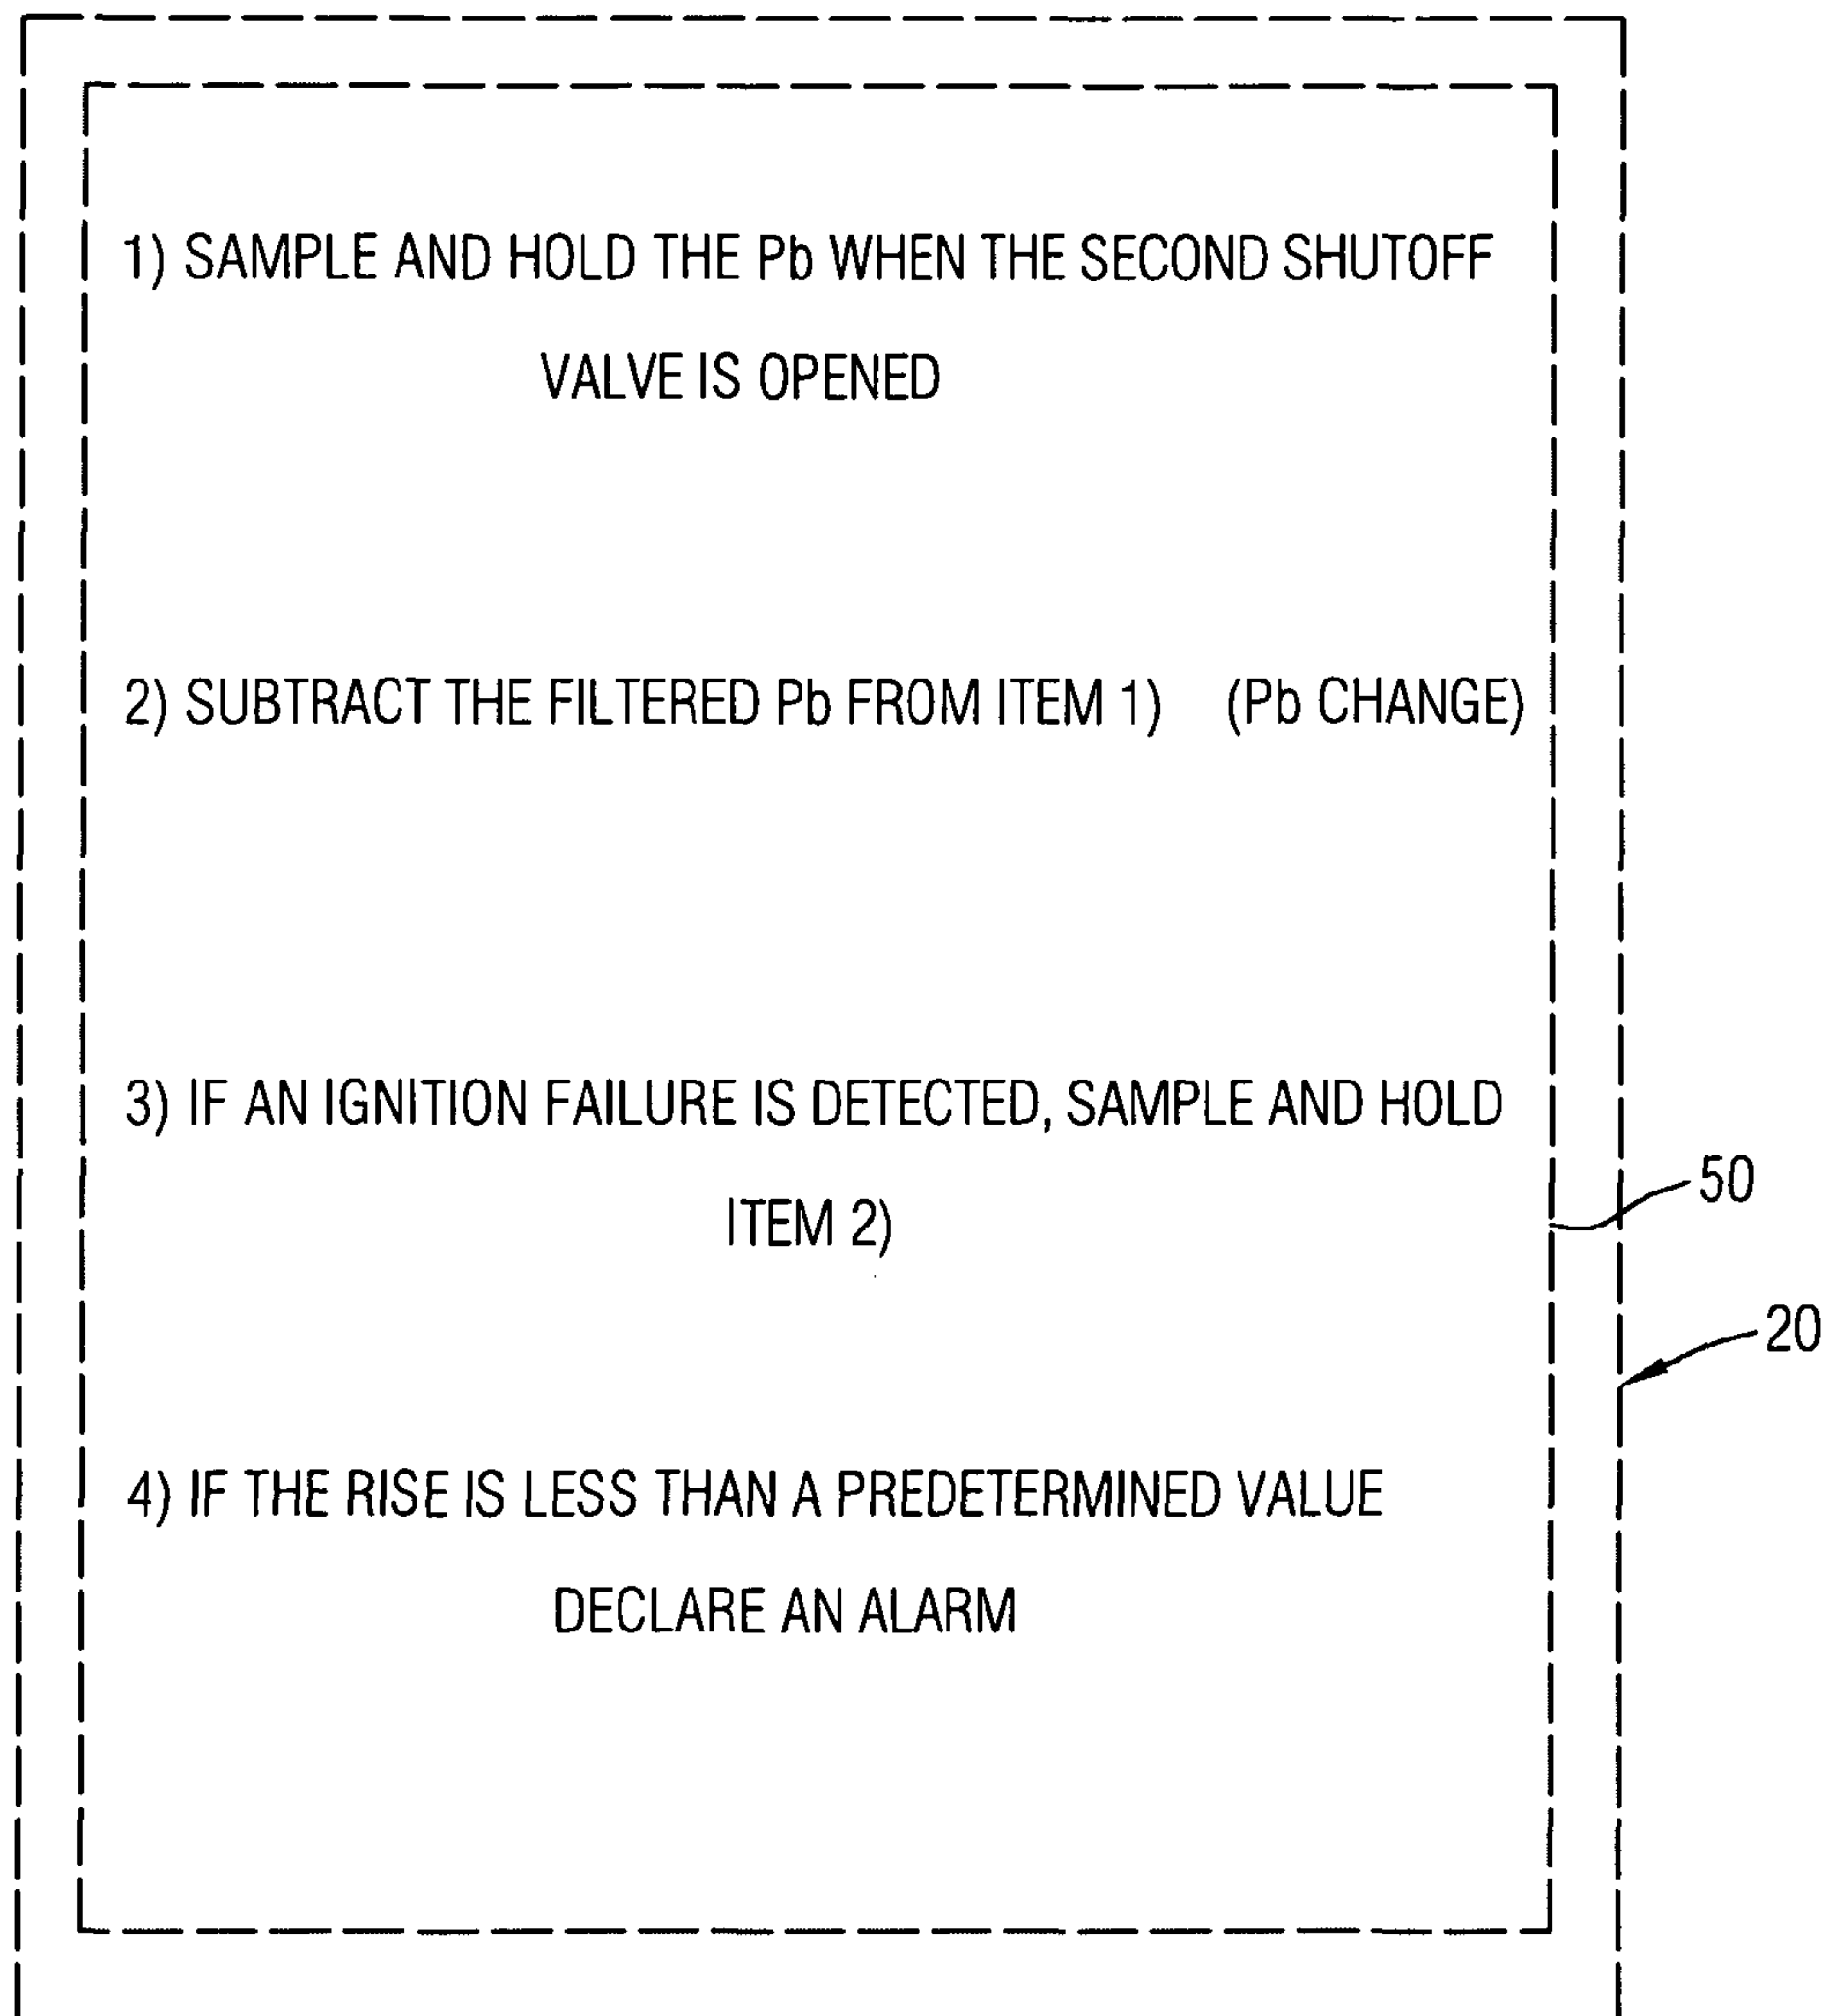 1) SAMPLE AND HOLD THE Pb WHEN THE SECOND SHUTOFF
VALVE IS OPENED
2) SUBTRACT THE FILTERED Pb FROM ITEM 1) (Pb CHANGE)
3) IF AN IGNITION FAILURE IS DETECTED, SAMPLE AND HOLD
ITEM 2)
50
20
4) IF THE RISE IS LESS THAN A PREDETERMINED VALUE
DECLARE AN ALARM